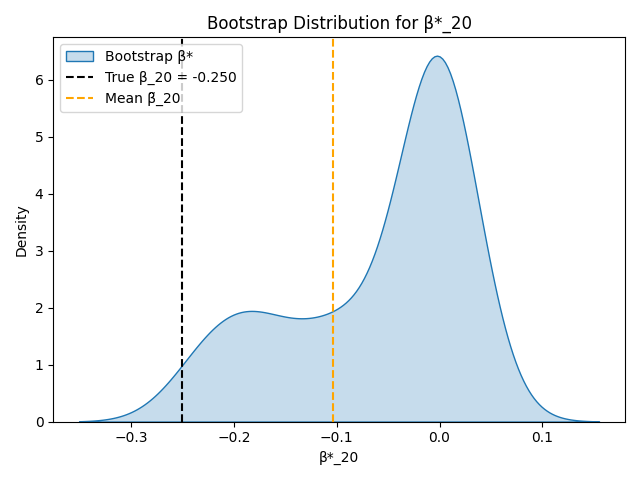 Bootstrap Distribution for β*_20
Bootstrap β*
True β_20 = -0.250
Mean β̂_20
Density
6
5
4
3
2
1
0
−0.3
−0.2
−0.1
0.0
0.1
β*_20